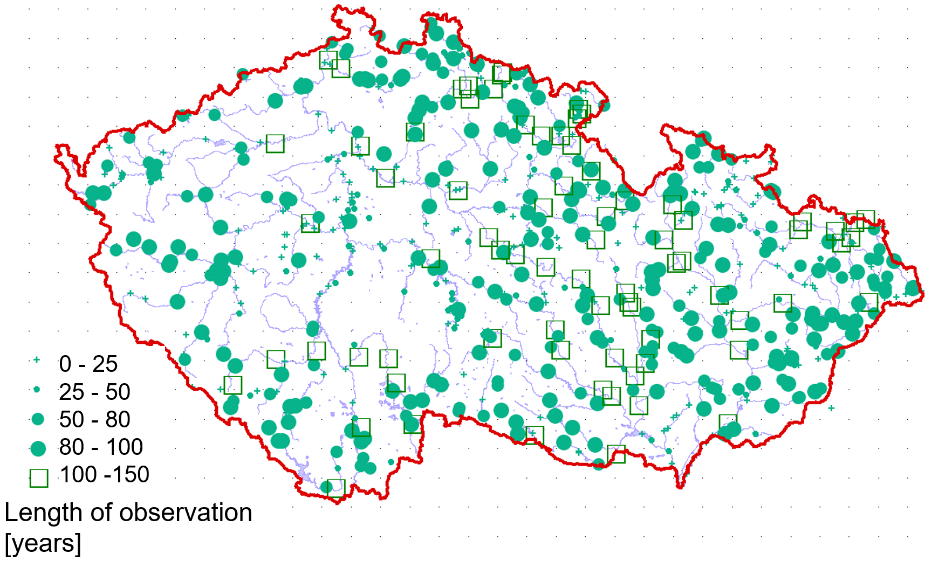 0 - 25
25 - 50
50 - 80
80 - 100
100 -150
Length of observation
[years]